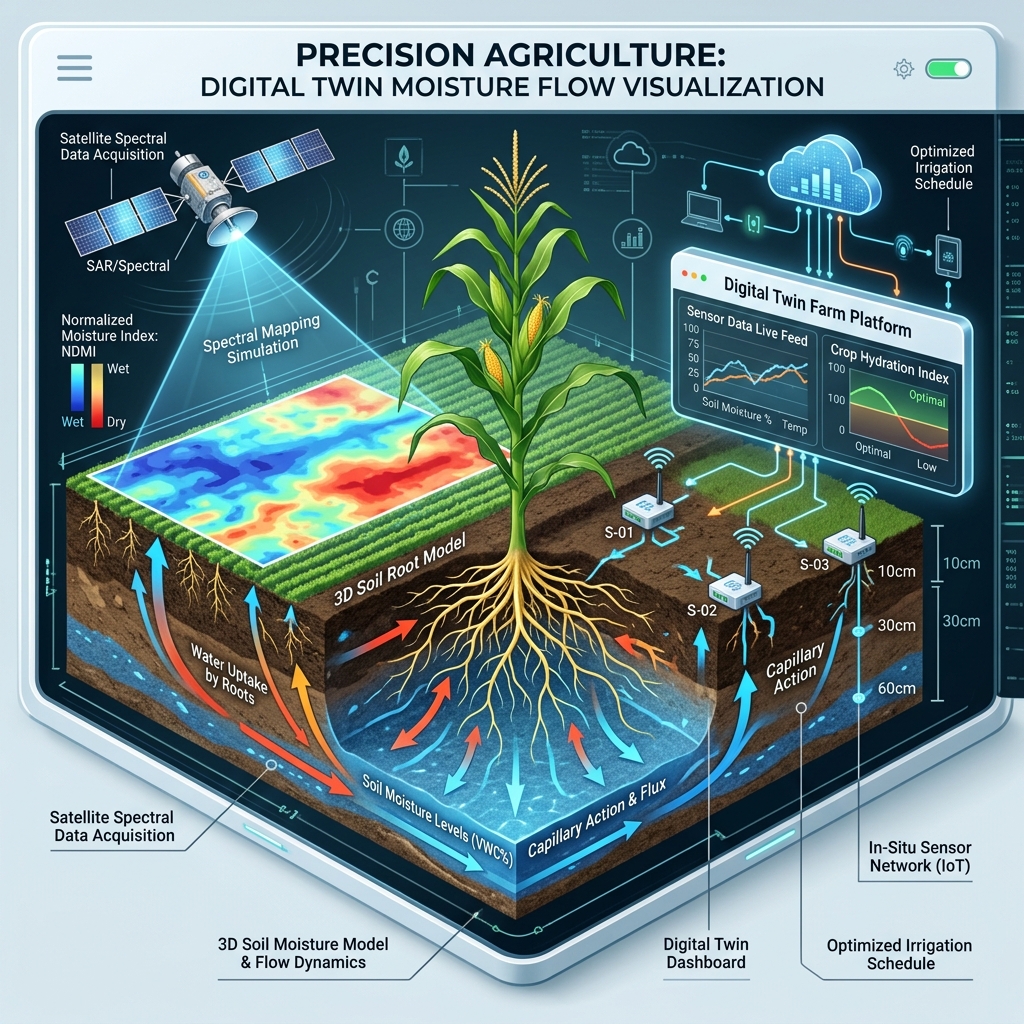 PRECISION AGRICULTURE:
DIGITAL TWIN MOISTURE FLOW VISUALIZATION
Satellite Spectral
Data Acquisition
SAR/Spectral
Normalized
Moisture Index:
NDMI
Wet
Wet
Dry
Spectral Mapping
Simulation
Optimized
Irrigation
Schedule
Digital Twin Farm Platform
Sensor Data Live Feed
100
75
50
25
0
Soil Moisture %
Temp
Crop Hydration Index
100
100
0
Optimal
Optimal
Low
S-01
S-02
S-03
10cm
30cm
60cm
10cm
30cm
3D Soil Root Model
Water Uptake
by Roots
Capillary
Action
Soil Moisture Levels (VWC%)
Capillary Action & Flux
Satellite Spectral
Data Acquisition
3D Soil Moisture Model
& Flow Dynamics
Digital Twin
Dashboard
In-Situ Sensor
Network (IoT)
Optimized Irrigation
Schedule